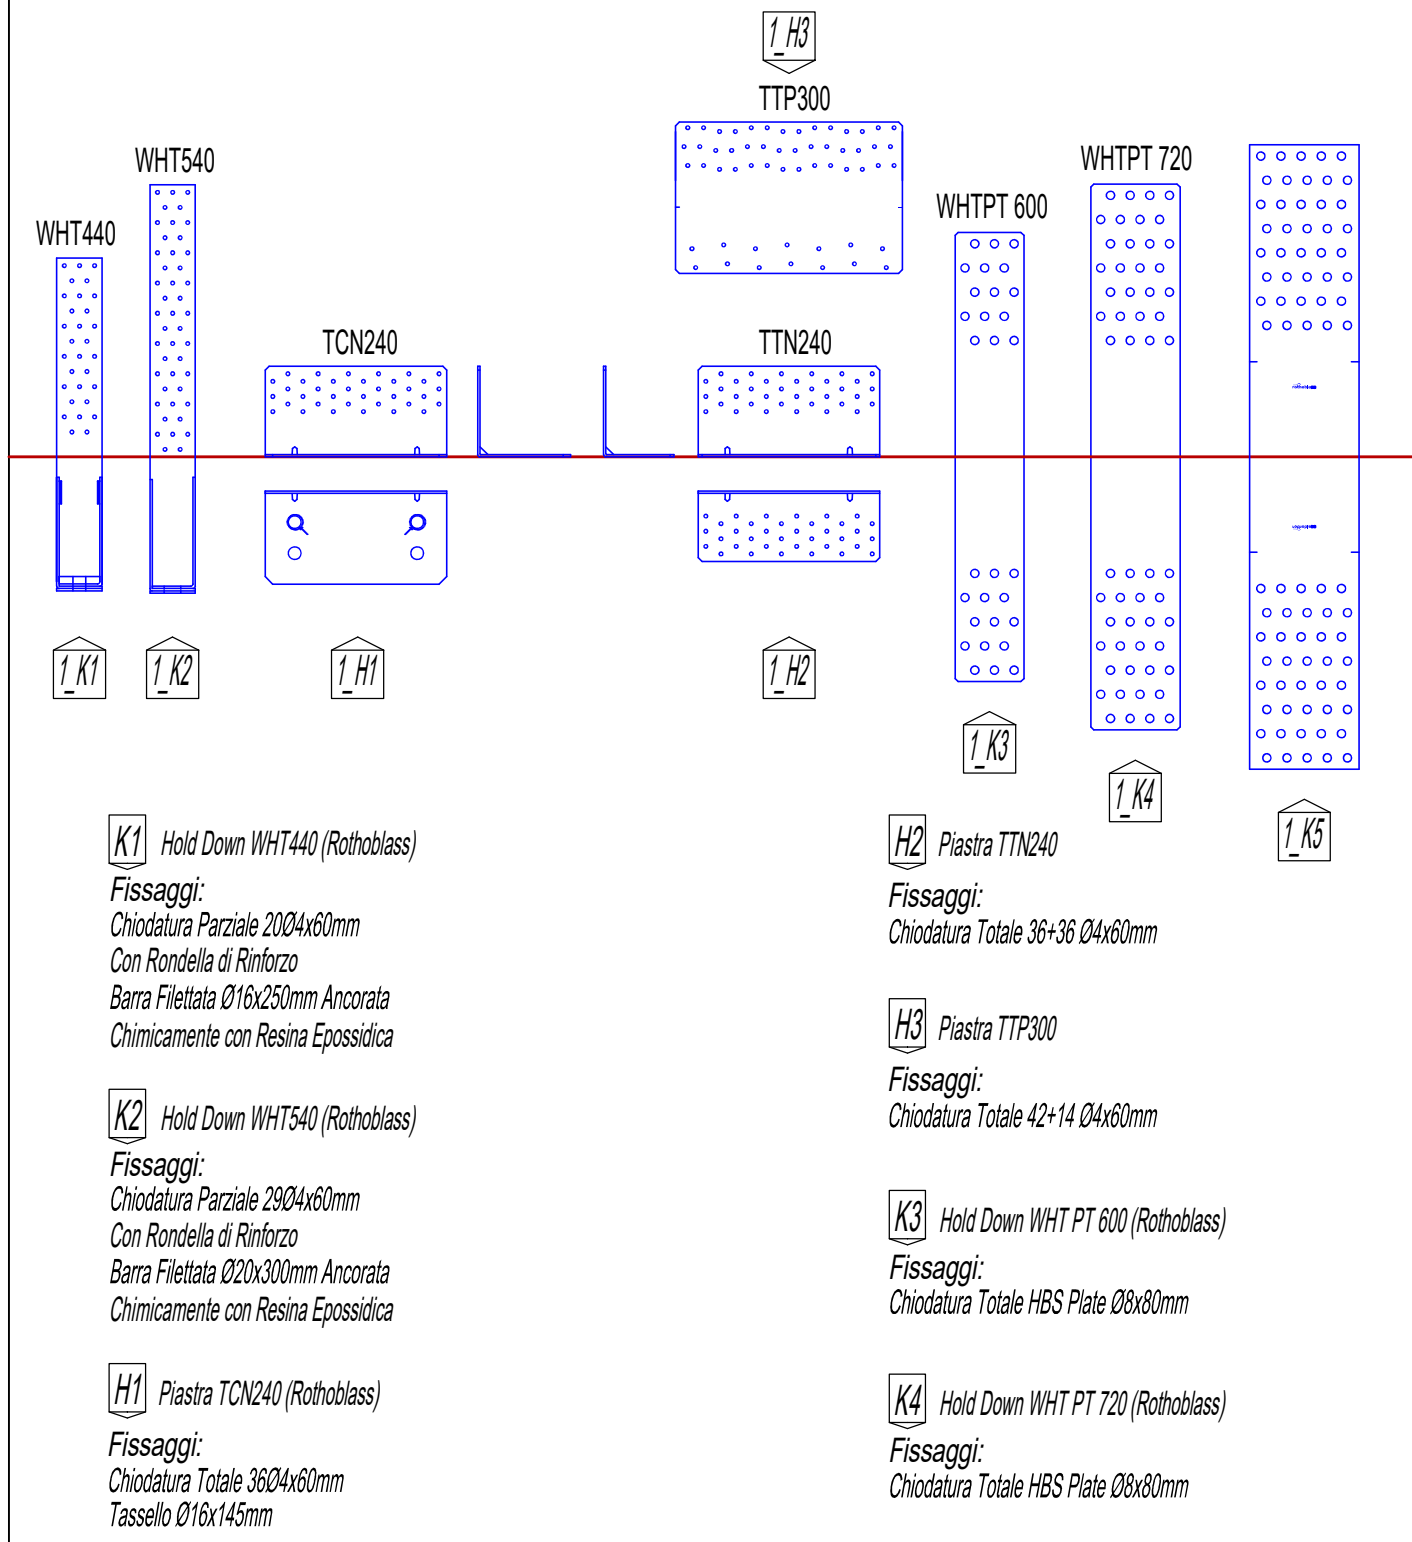 1_H3
TTP300
WHT540
WHTPT 720
WHTPT 600
WHT440
TCN240
TTN240
1_K1
1_K2
1_H1
1_H2
1_K3
1_K4
1_K5
K1 Hold Down WHT440 (Rothoblass)
Fissaggi:
Chiodatura Parziale 20Ø4x60mm
Con Rondella di Rinforzo
Barra Filettata Ø16x250mm Ancorata
Chimicamente con Resina Epossidica
K2 Hold Down WHT540 (Rothoblass)
Fissaggi:
Chiodatura Parziale 29Ø4x60mm
Con Rondella di Rinforzo
Barra Filettata Ø20x300mm Ancorata
Chimicamente con Resina Epossidica
H1 Piastra TCN240 (Rothoblass)
Fissaggi:
Chiodatura Totale 36Ø4x60mm
Tassello Ø16x145mm
H2 Piastra TTN240
Fissaggi:
Chiodatura Totale 36+36 Ø4x60mm
H3 Piastra TTP300
Fissaggi:
Chiodatura Totale 42+14 Ø4x60mm
K3 Hold Down WHT PT 600 (Rothoblass)
Fissaggi:
Chiodatura Totale HBS Plate Ø8x80mm
K4 Hold Down WHT PT 720 (Rothoblass)
Fissaggi:
Chiodatura Totale HBS Plate Ø8x80mm